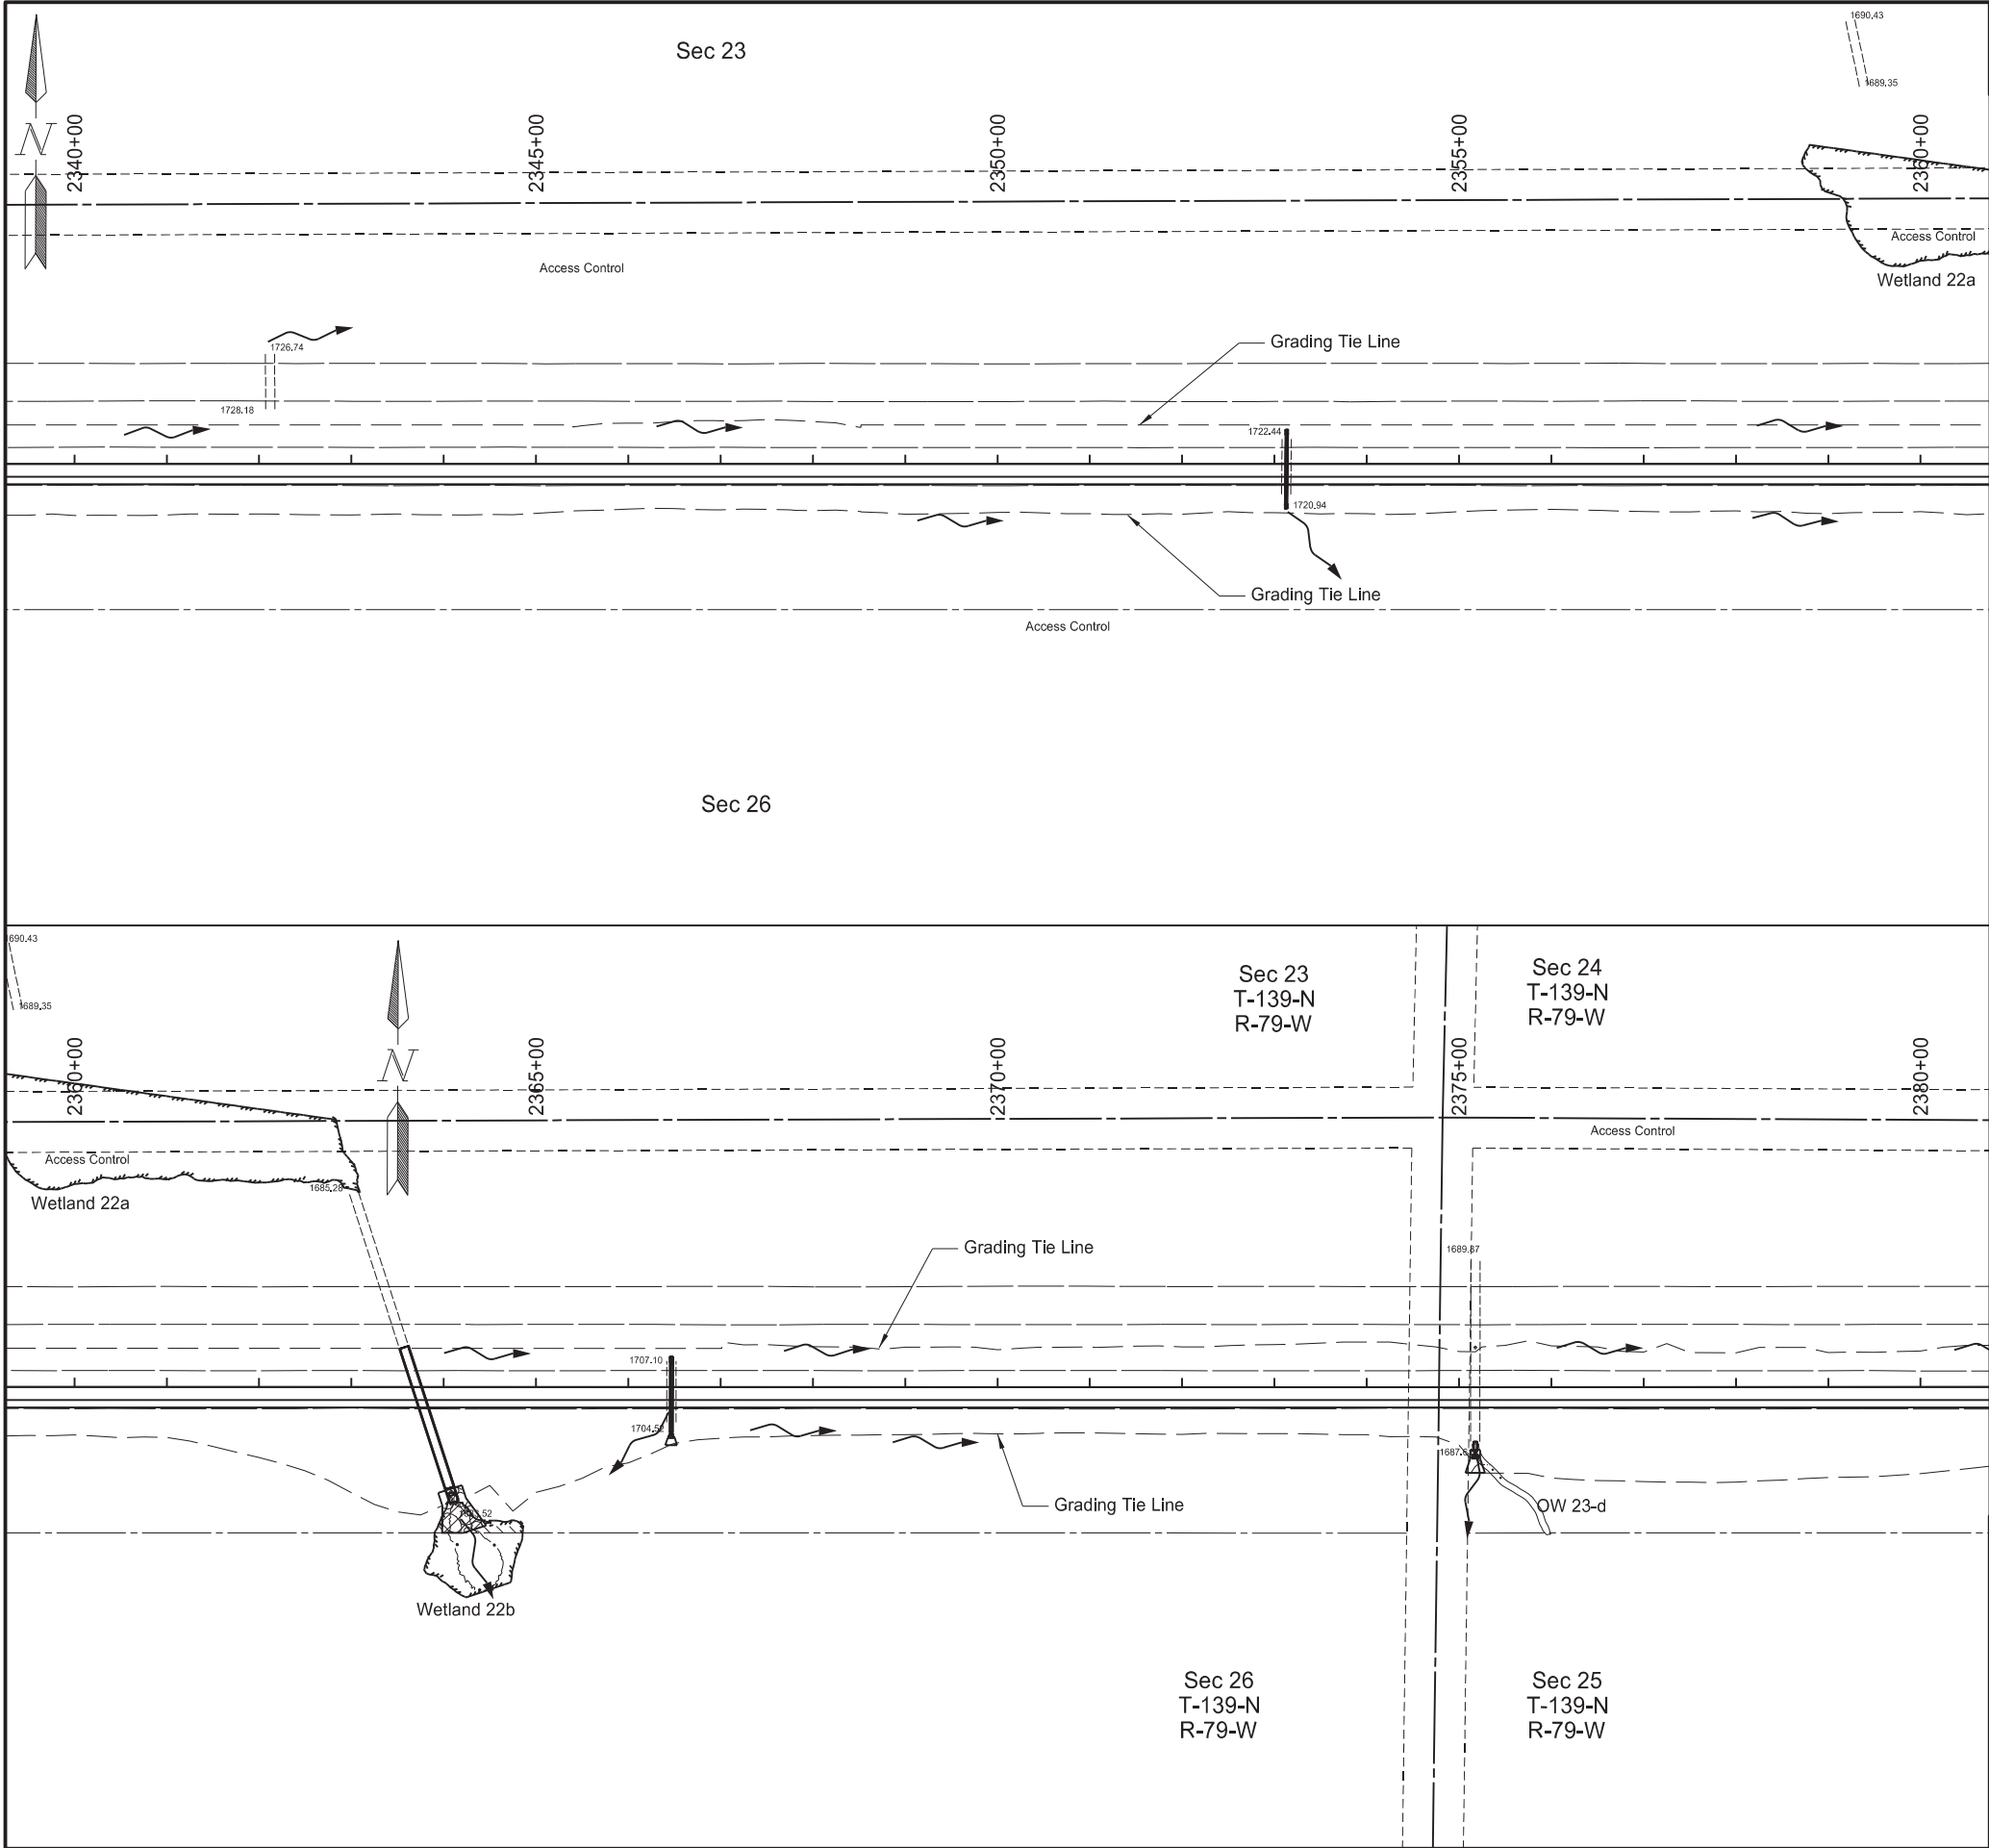 Sec 23
1690.43
1689.35
N
2340+00
2345+00
2350+00
2355+00
2360+00
Access Control
Access Control
Wetland 22a
1726.74
Grading Tie Line
1728.18
1722.44
1720.94
Grading Tie Line
Access Control
Sec 26
690.43
1689.35
N
Sec 23
T-139-N
R-79-W
Sec 24
T-139-N
R-79-W
2360+00
2365+00
2370+00
2375+00
2380+00
Access Control
Access Control
1685.28
Wetland 22a
Grading Tie Line
1689.87
1707.10
1704.52
Grading Tie Line
OW 23-d
Wetland 22b
Sec 26
T-139-N
R-79-W
Sec 25
T-139-N
R-79-W